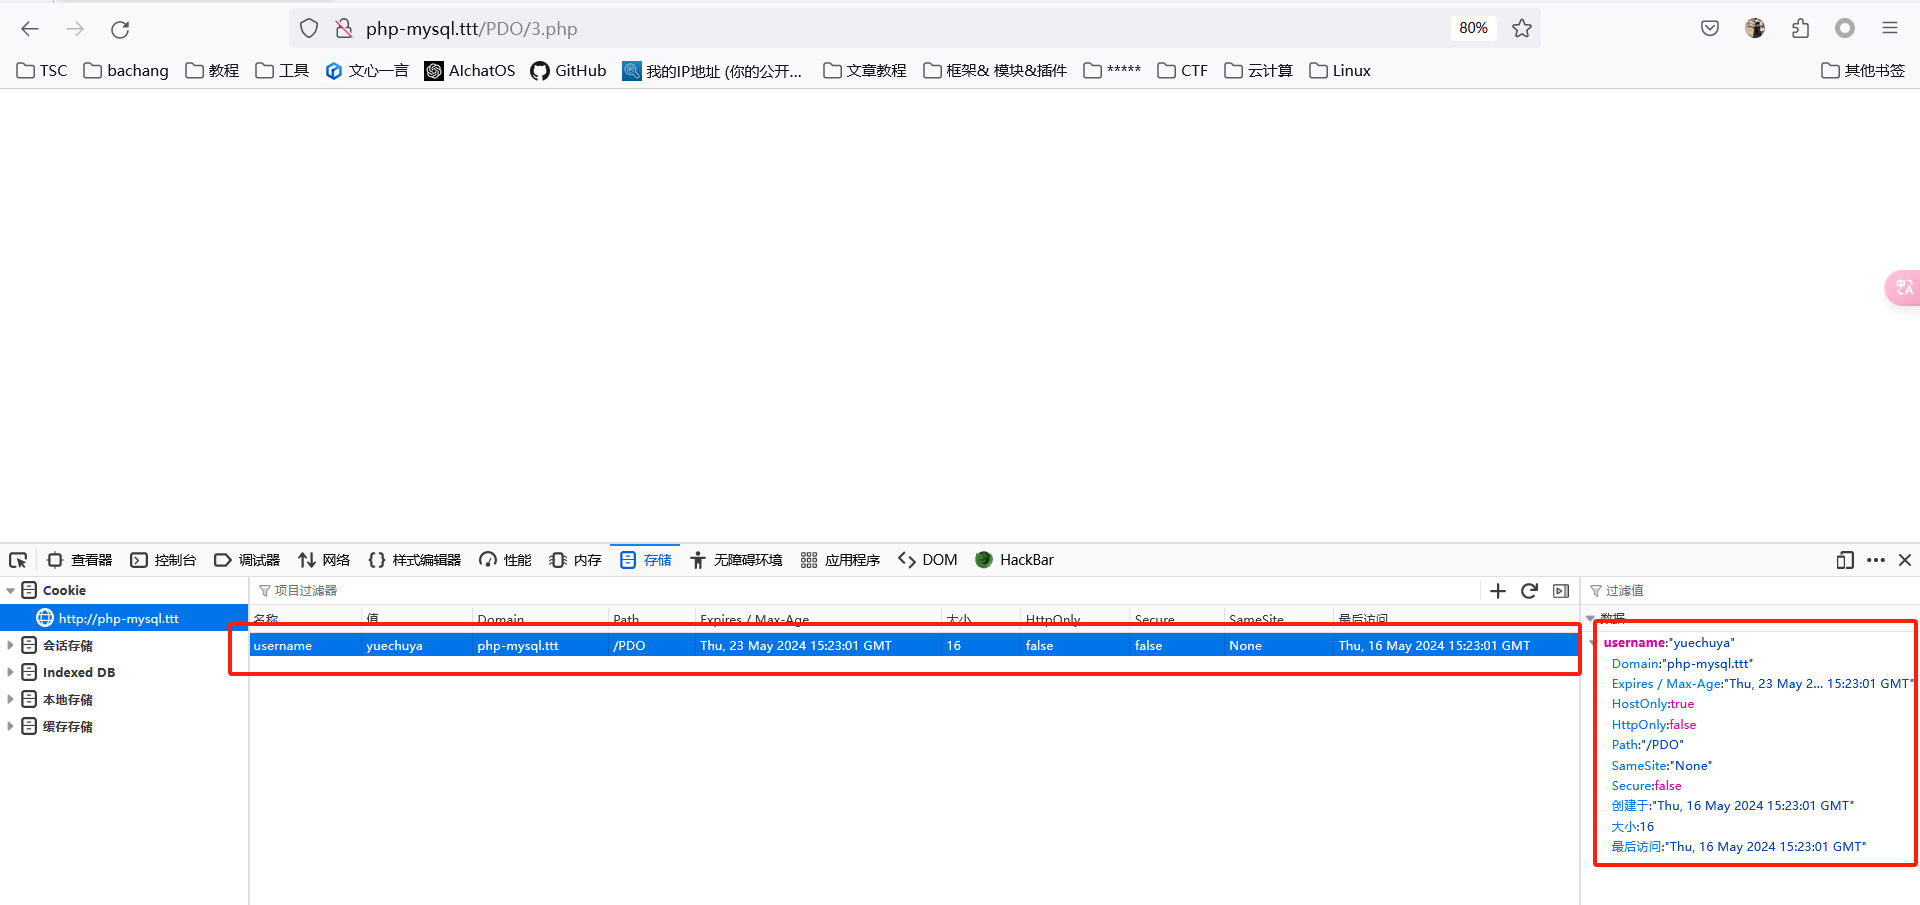 php-mysql.ttt/PDO/3.php 80%
TSC bachang 教程 工具 文心一言 AIchatOS GitHub 我的IP地址 (你的公开... 文章教程 框架& 模块&插件 ***** CTF 云计算 Linux 其他书签
中 A
查看器 控制台 调试器 网络 样式编辑器 性能 内存 存储 无障碍环境 应用程序 DOM HackBar
Cookie
http://php-mysql.ttt
会话存储
Indexed DB
本地存储
缓存存储
项目过滤器
名称 值 Domain Path Expires / Max-Age 大小 HttpOnly Secure SameSite 最后访问
username yuechuya php-mysql.ttt /PDO Thu, 23 May 2024 15:23:01 GMT 16 false false None Thu, 16 May 2024 15:23:01 GMT
过滤值
数据
username:"yuechuya"
Domain:"php-mysql.ttt"
Expires / Max-Age:"Thu, 23 May 2... 15:23:01 GMT"
HostOnly:true
HttpOnly:false
Path:"/PDO"
SameSite:"None"
Secure:false
创建于:"Thu, 16 May 2024 15:23:01 GMT"
大小:16
最后访问:"Thu, 16 May 2024 15:23:01 GMT"